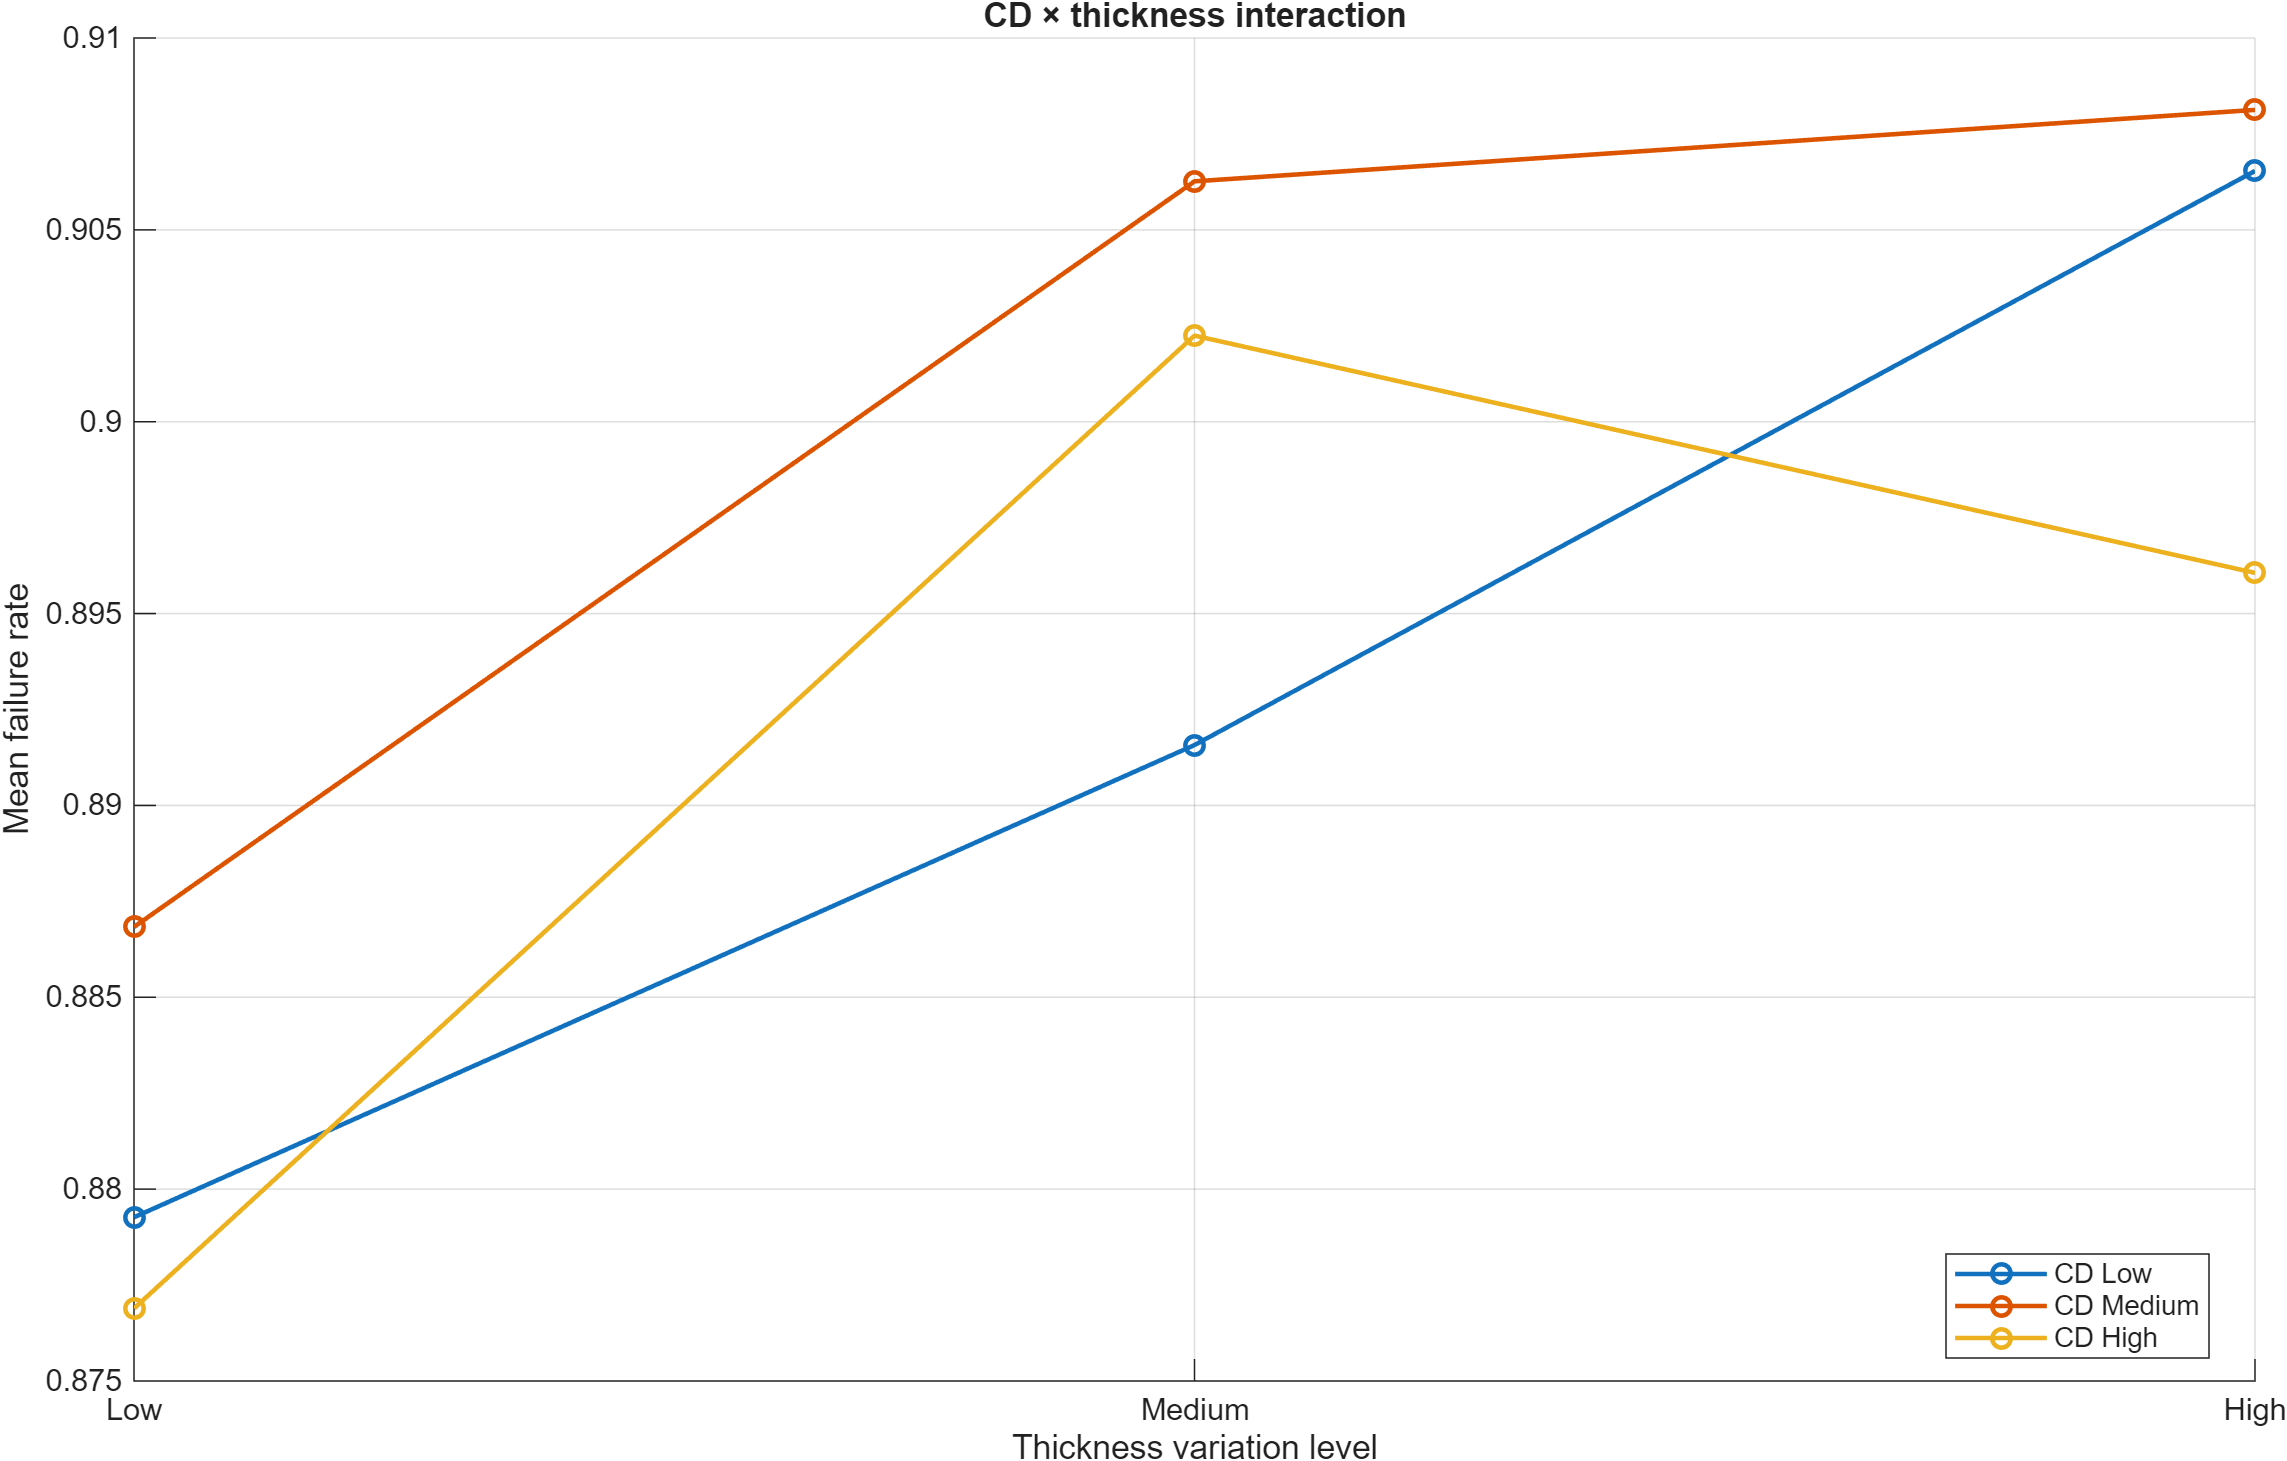 CD × thickness interaction
0.91
0.905
0.9
0.895
0.89
0.885
0.88
0.875
Mean failure rate
Low
Medium
High
Thickness variation level
CD Low
CD Medium
CD High